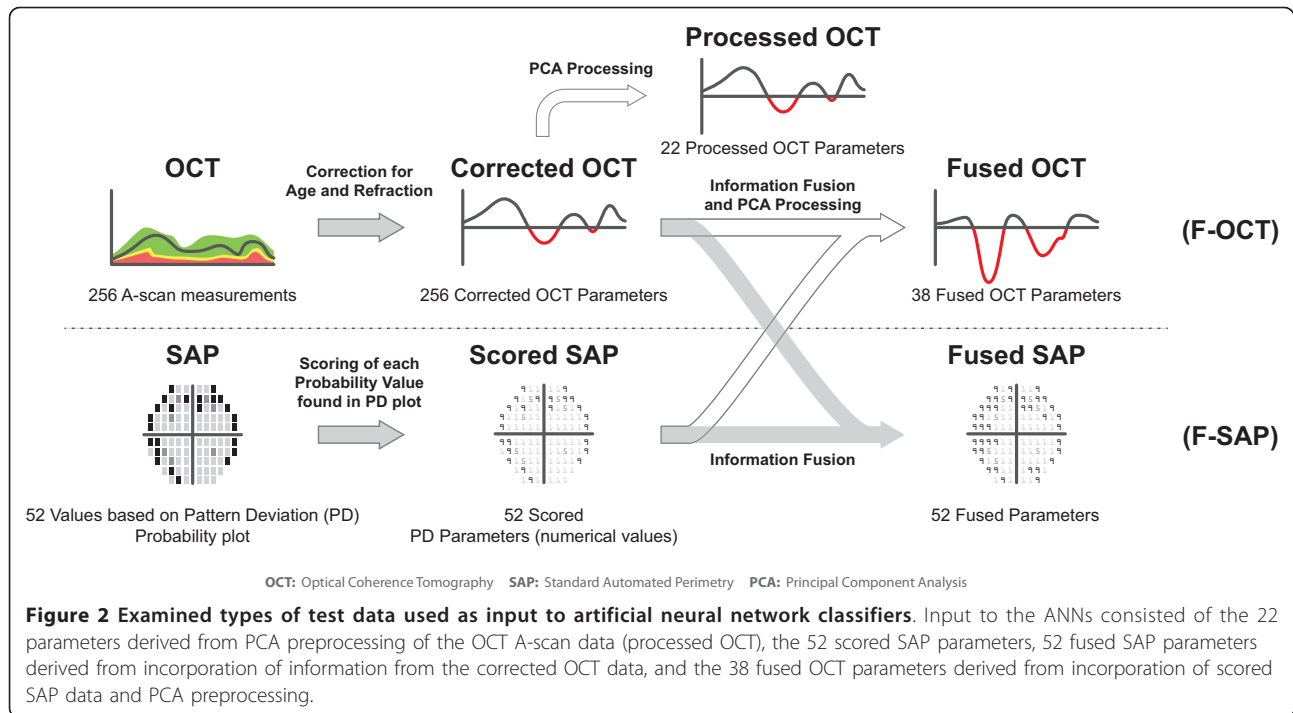 Processed OCT
PCA Processing
22 Processed OCT Parameters
OCT
Correction for
Age and Refraction
Corrected OCT
Information Fusion
and PCA Processing
Fused OCT
(F-OCT)
256 A-scan measurements
256 Corrected OCT Parameters
38 Fused OCT Parameters
SAP
Scoring of each
Probability Value
found in PD plot
Scored SAP
Fused SAP
(F-SAP)
Information Fusion
52 Values based on Pattern Deviation (PD)
Probability plot
52 Scored
PD Parameters (numerical values)
52 Fused Parameters
OCT: Optical Coherence Tomography SAP: Standard Automated Perimetry PCA: Principal Component Analysis
Figure 2 Examined types of test data used as input to artificial neural network classifiers. Input to the ANNs consisted of the 22
parameters derived from PCA preprocessing of the OCT A-scan data (processed OCT), the 52 scored SAP parameters, 52 fused SAP parameters
derived from incorporation of information from the corrected OCT data, and the 38 fused OCT parameters derived from incorporation of scored
SAP data and PCA preprocessing.